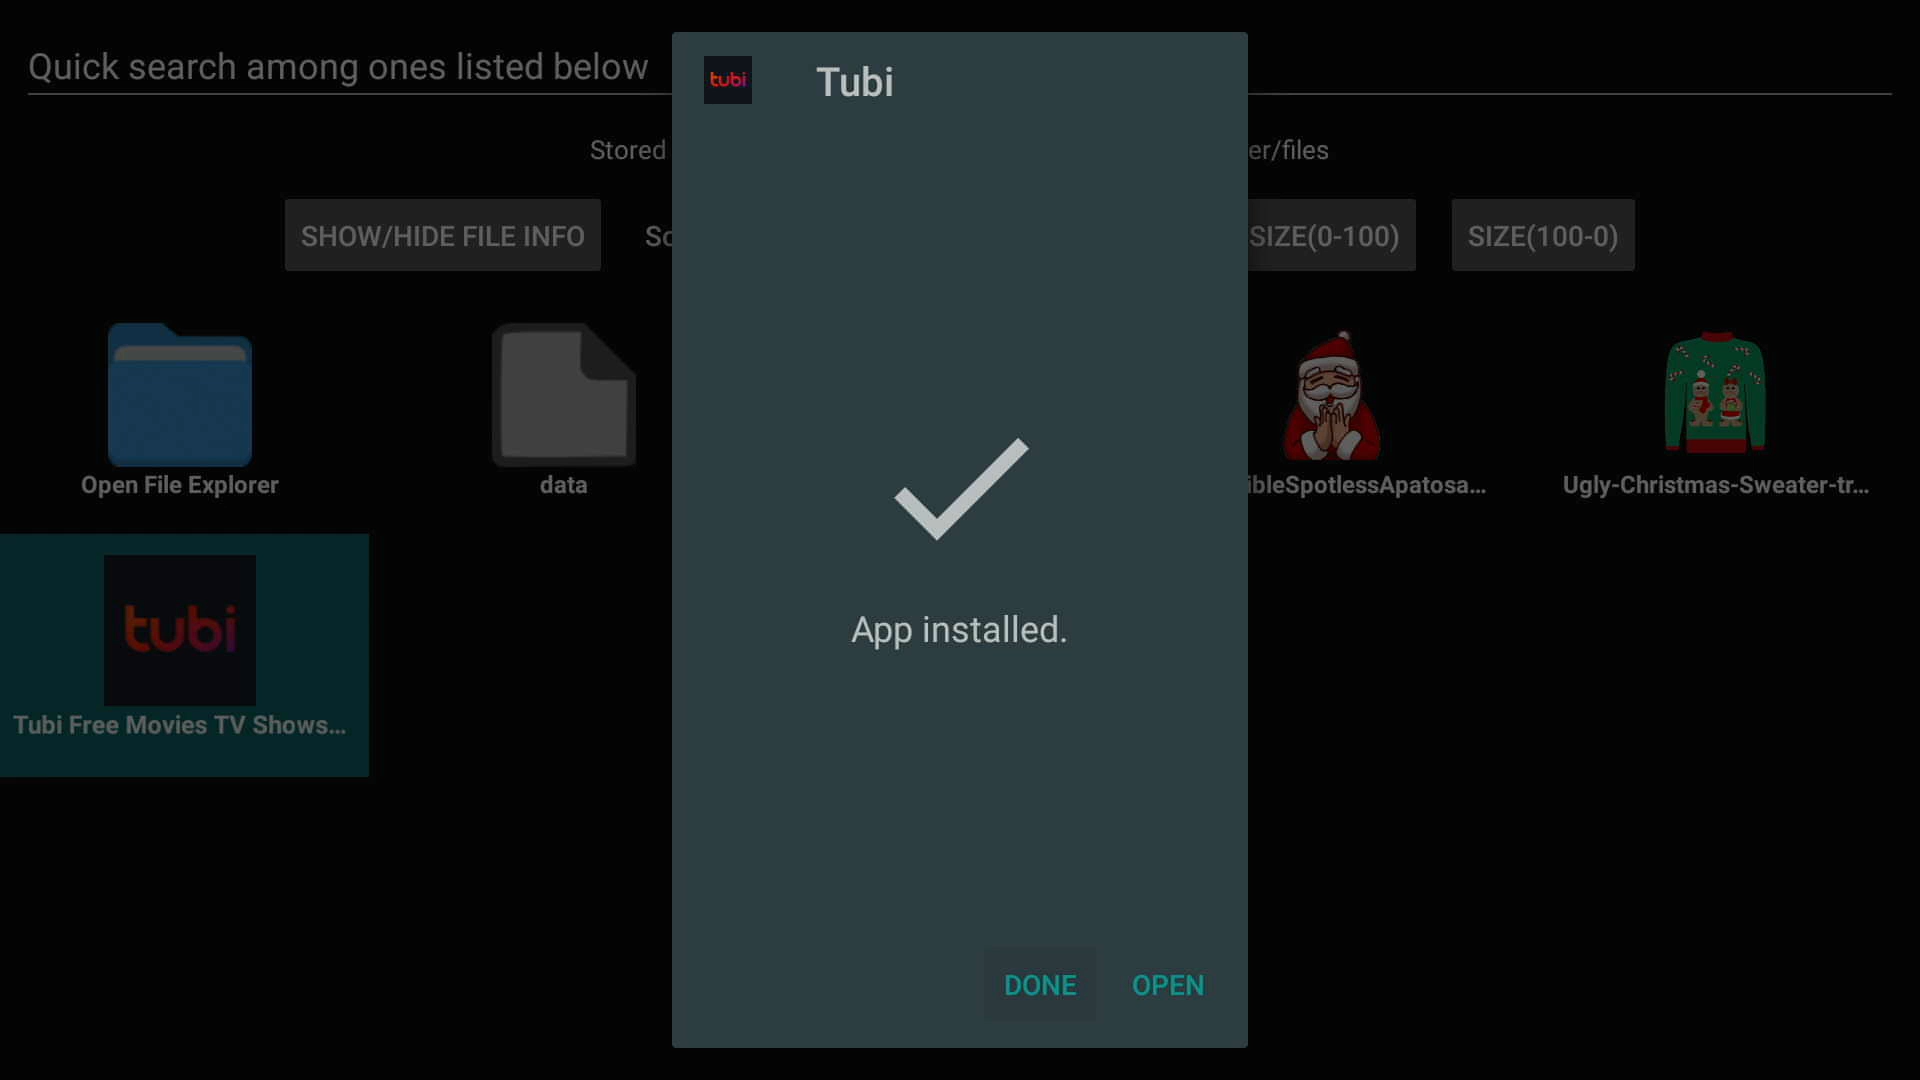 Quick search among ones listed below
tubi
Tubi
Stored
er/files
SHOW/HIDE FILE INFO
So
SIZE(0-100)
SIZE(100-0)
Open File Explorer
data
ibleSpotlessApatosa...
Ugly-Christmas-Sweater-tr...
tubi
Tubi Free Movies TV Shows...
App installed.
DONE
OPEN